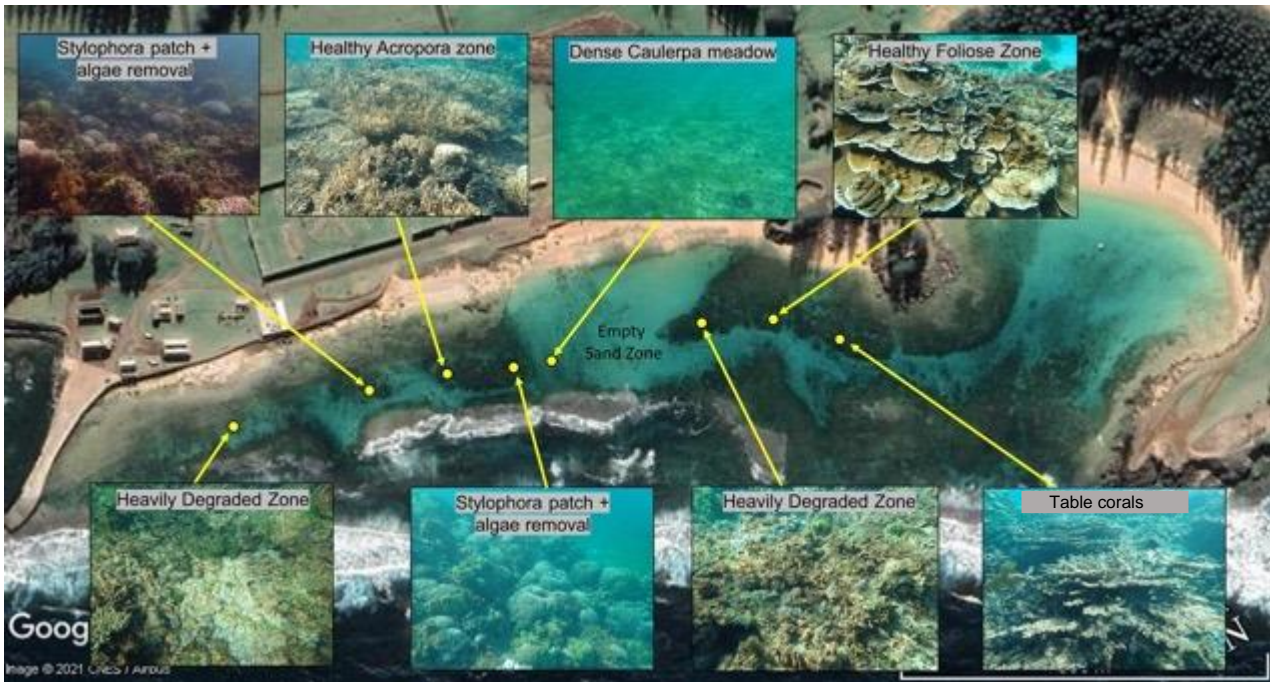 Stylophora patch +
algae removal
Healthy Acropora zone
Dense Caulerpa meadow
Healthy Foliose Zone
Empty
Sand Zone
Heavily Degraded Zone
Stylophora patch +
algae removal
Heavily Degraded Zone
Table corals
Goog
Image © 2021 CNES / Airbus
N